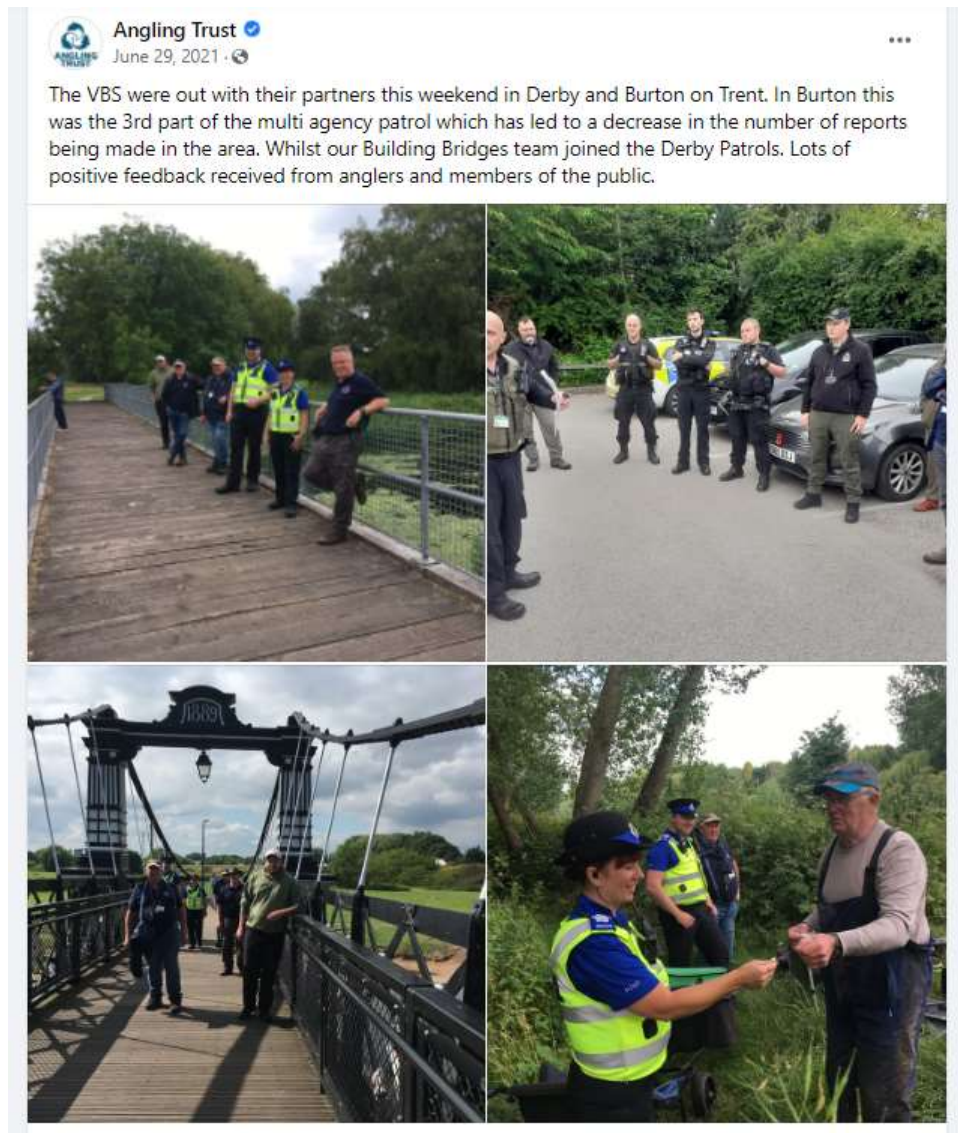 Angling Trust
ANGLING
TRUST
June 29, 2021 ·
The VBS were out with their partners this weekend in Derby and Burton on Trent. In Burton this
was the 3rd part of the multi agency patrol which has led to a decrease in the number of reports
being made in the area. Whilst our Building Bridges team joined the Derby Patrols. Lots of
positive feedback received from anglers and members of the public.
1889